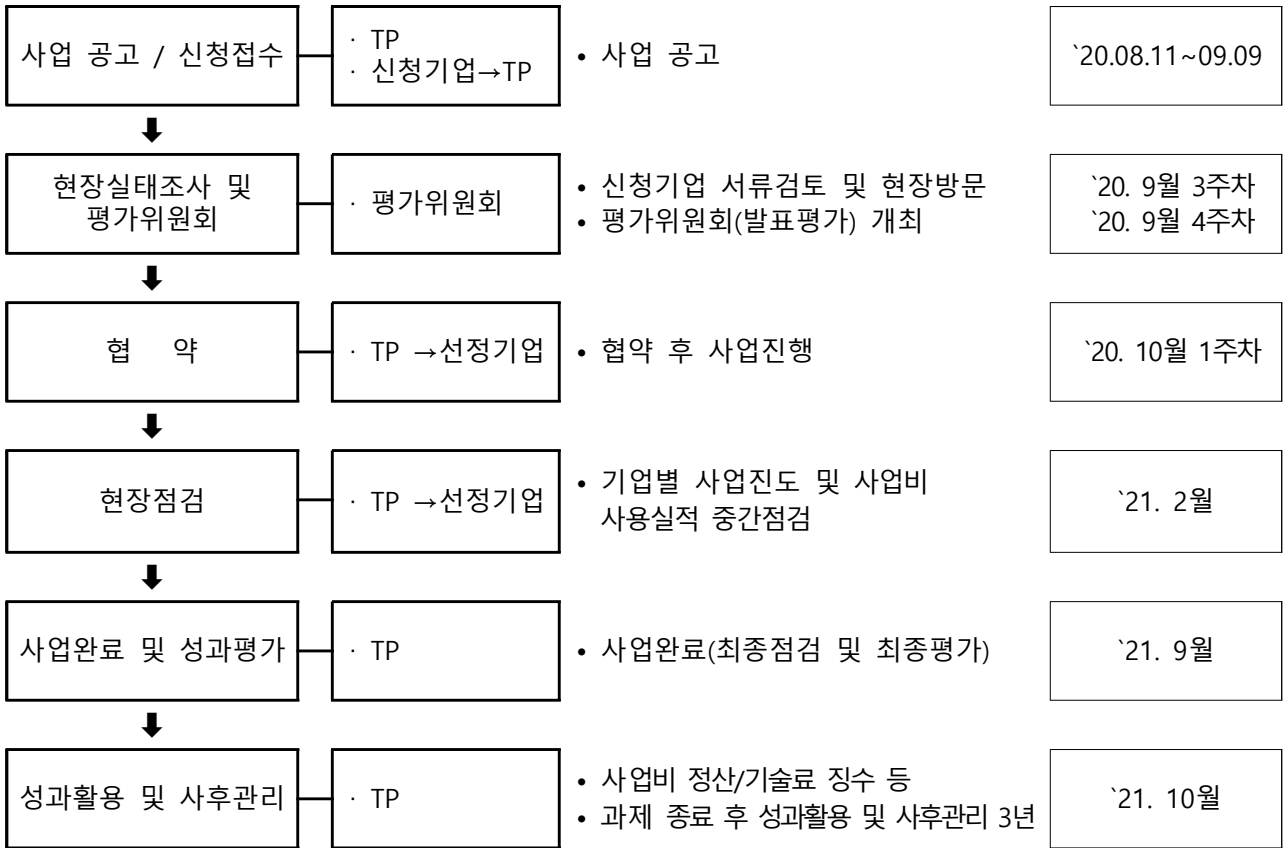 사업 공고 / 신청접수
· TP
· 신청기업→TP
• 사업 공고
`20.08.11~09.09
현장실태조사 및
평가위원회
· 평가위원회
• 신청기업 서류검토 및 현장방문
• 평가위원회(발표평가) 개최
`20. 9월 3주차
`20. 9월 4주차
협 약
· TP →선정기업
• 협약 후 사업진행
`20. 10월 1주차
현장점검
· TP →선정기업
• 기업별 사업진도 및 사업비
사용실적 중간점검
`21. 2월
사업완료 및 성과평가
· TP
• 사업완료(최종점검 및 최종평가)
`21. 9월
성과활용 및 사후관리
· TP
• 사업비 정산/기술료 징수 등
• 과제 종료 후 성과활용 및 사후관리 3년
`21. 10월